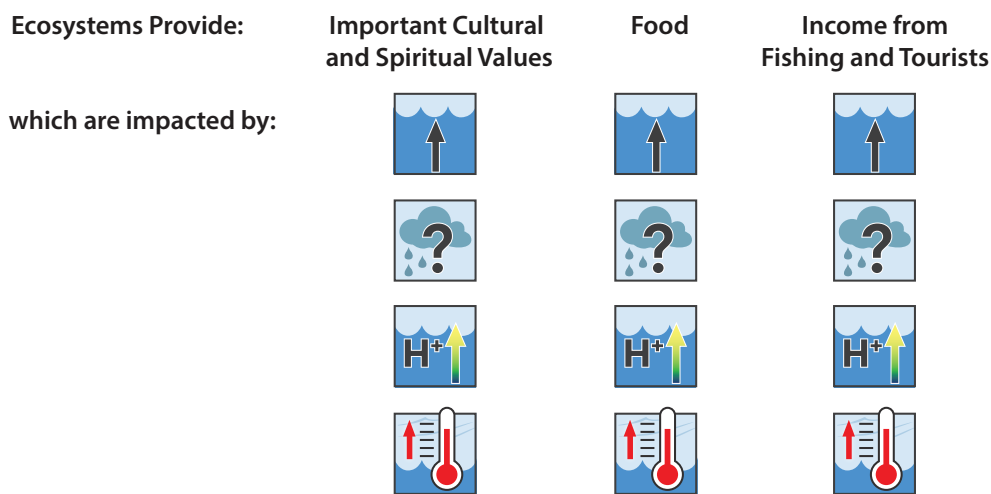 Ecosystems Provide:
Important Cultural
and Spiritual Values
Food
Income from
Fishing and Tourists
which are impacted by:
?
?
?
H+
H+
H+